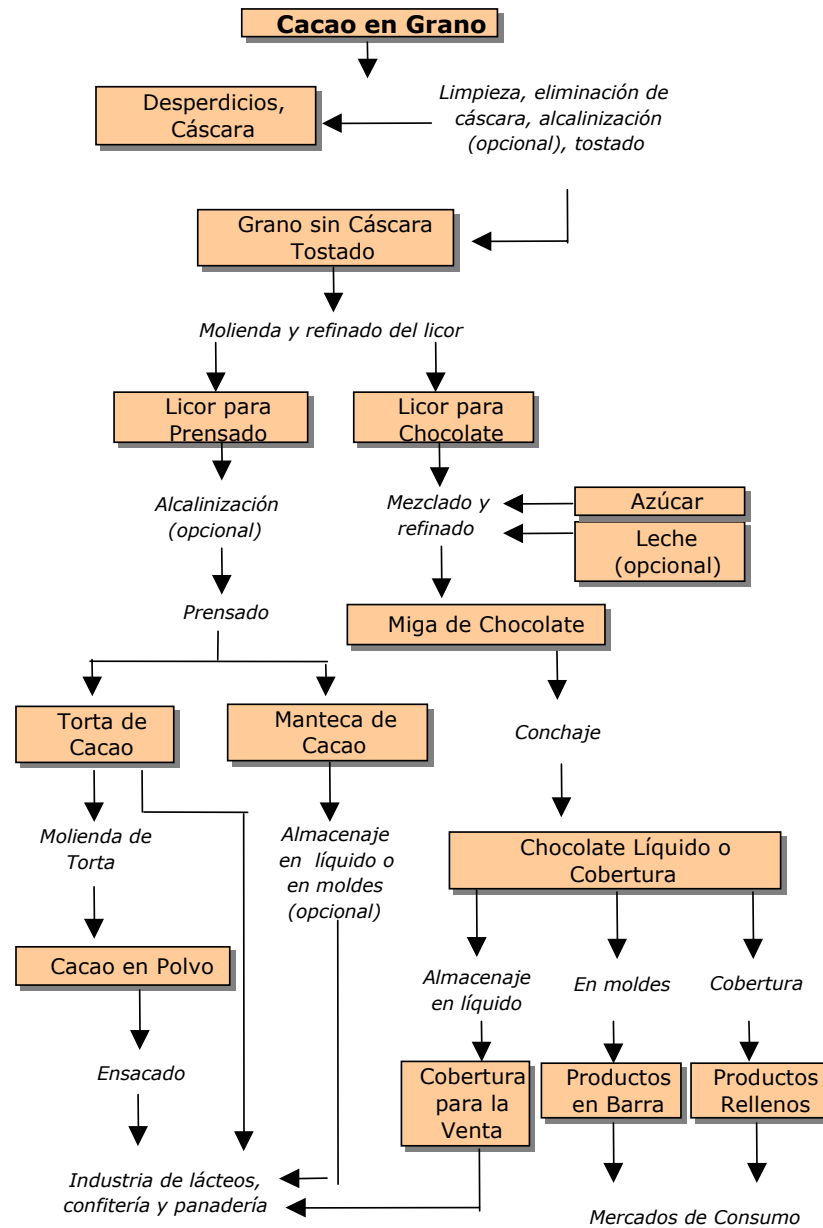 Cacao en Grano
Desperdicios,
Cáscara
Limpieza, eliminación de
cáscara, alcalinización
(opcional), tostado
Grano sin Cáscara
Tostado
Molienda y refinado del licor
Licor para
Prensado
Licor para
Chocolate
Alcalinización
(opcional)
Mezclado y
refinado
Azúcar
Leche
(opcional)
Prensado
Miga de Chocolate
Torta de
Cacao
Manteca de
Cacao
Conchaje
Molienda de
Torta
Almacenaje
en líquido o
en moldes
(opcional)
Chocolate Líquido o
Cobertura
Cacao en Polvo
Almacenaje
en líquido
En moldes
Cobertura
Ensacado
Cobertura
para la
Venta
Productos
en Barra
Productos
Rellenos
Industria de lácteos,
confitería y panadería
Mercados de Consumo